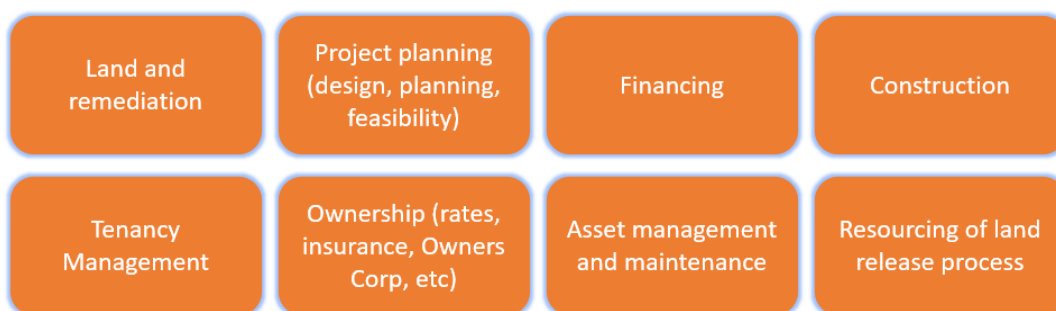 Land and
remediation
Project planning
(design, planning,
feasibility)
Financing
Construction
Tenancy
Management
Ownership (rates,
insurance, Owners
Corp, etc)
Asset management
and maintenance
Resourcing of land
release process